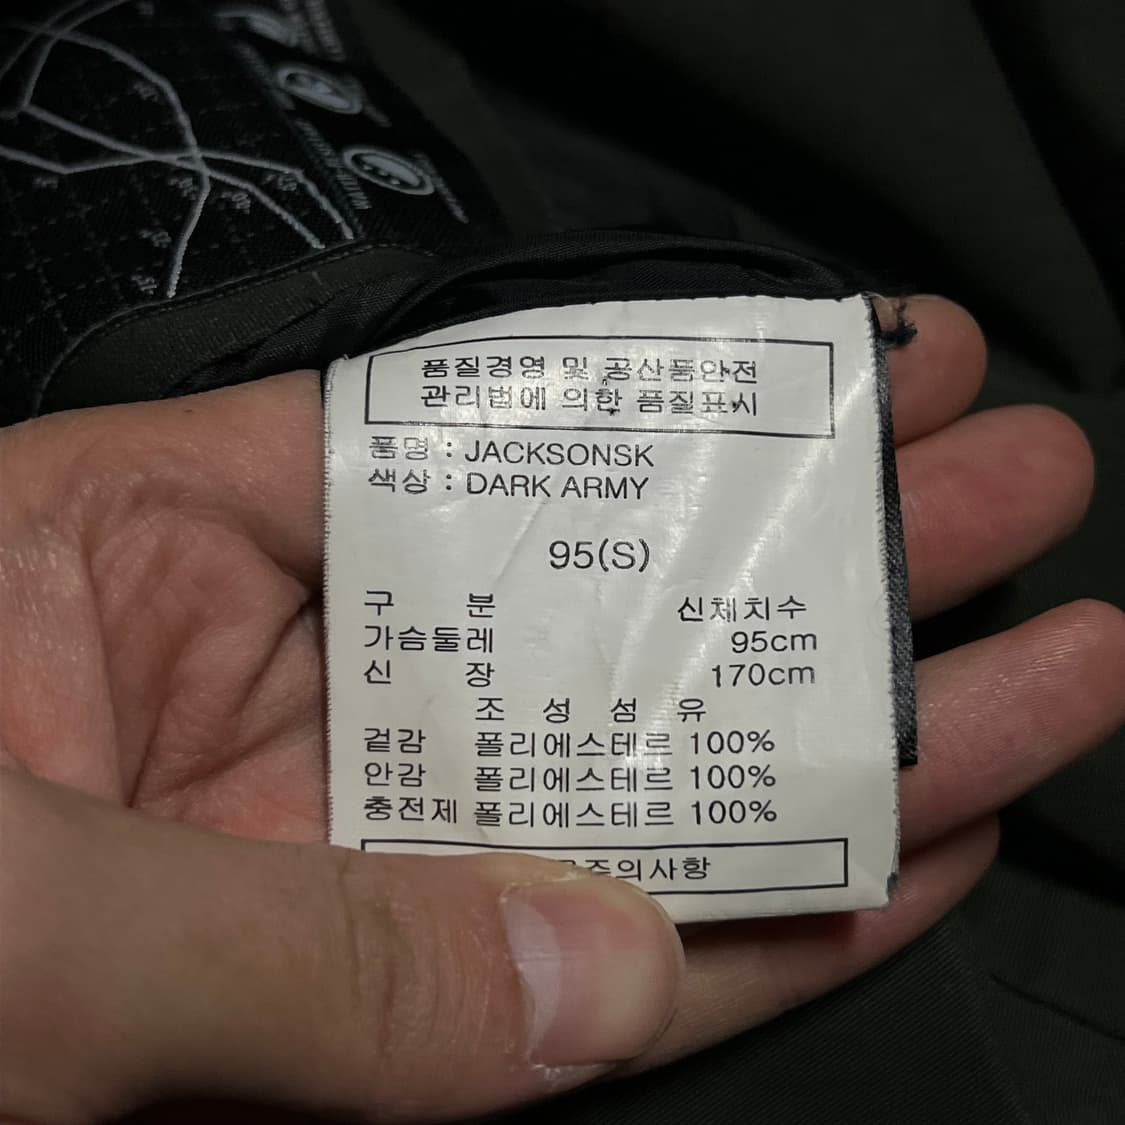 품질경영 및 공산품안전
관리법에 의한 품질표시
품명 : JACKSONSK
색상 : DARK ARMY
95(S)
구 분 신체치수
가슴둘레 95cm
신 장 170cm
조 성 섬 유
겉감 폴리에스테르 100%
안감 폴리에스테르 100%
충전제 폴리에스테르 100%
주의사항